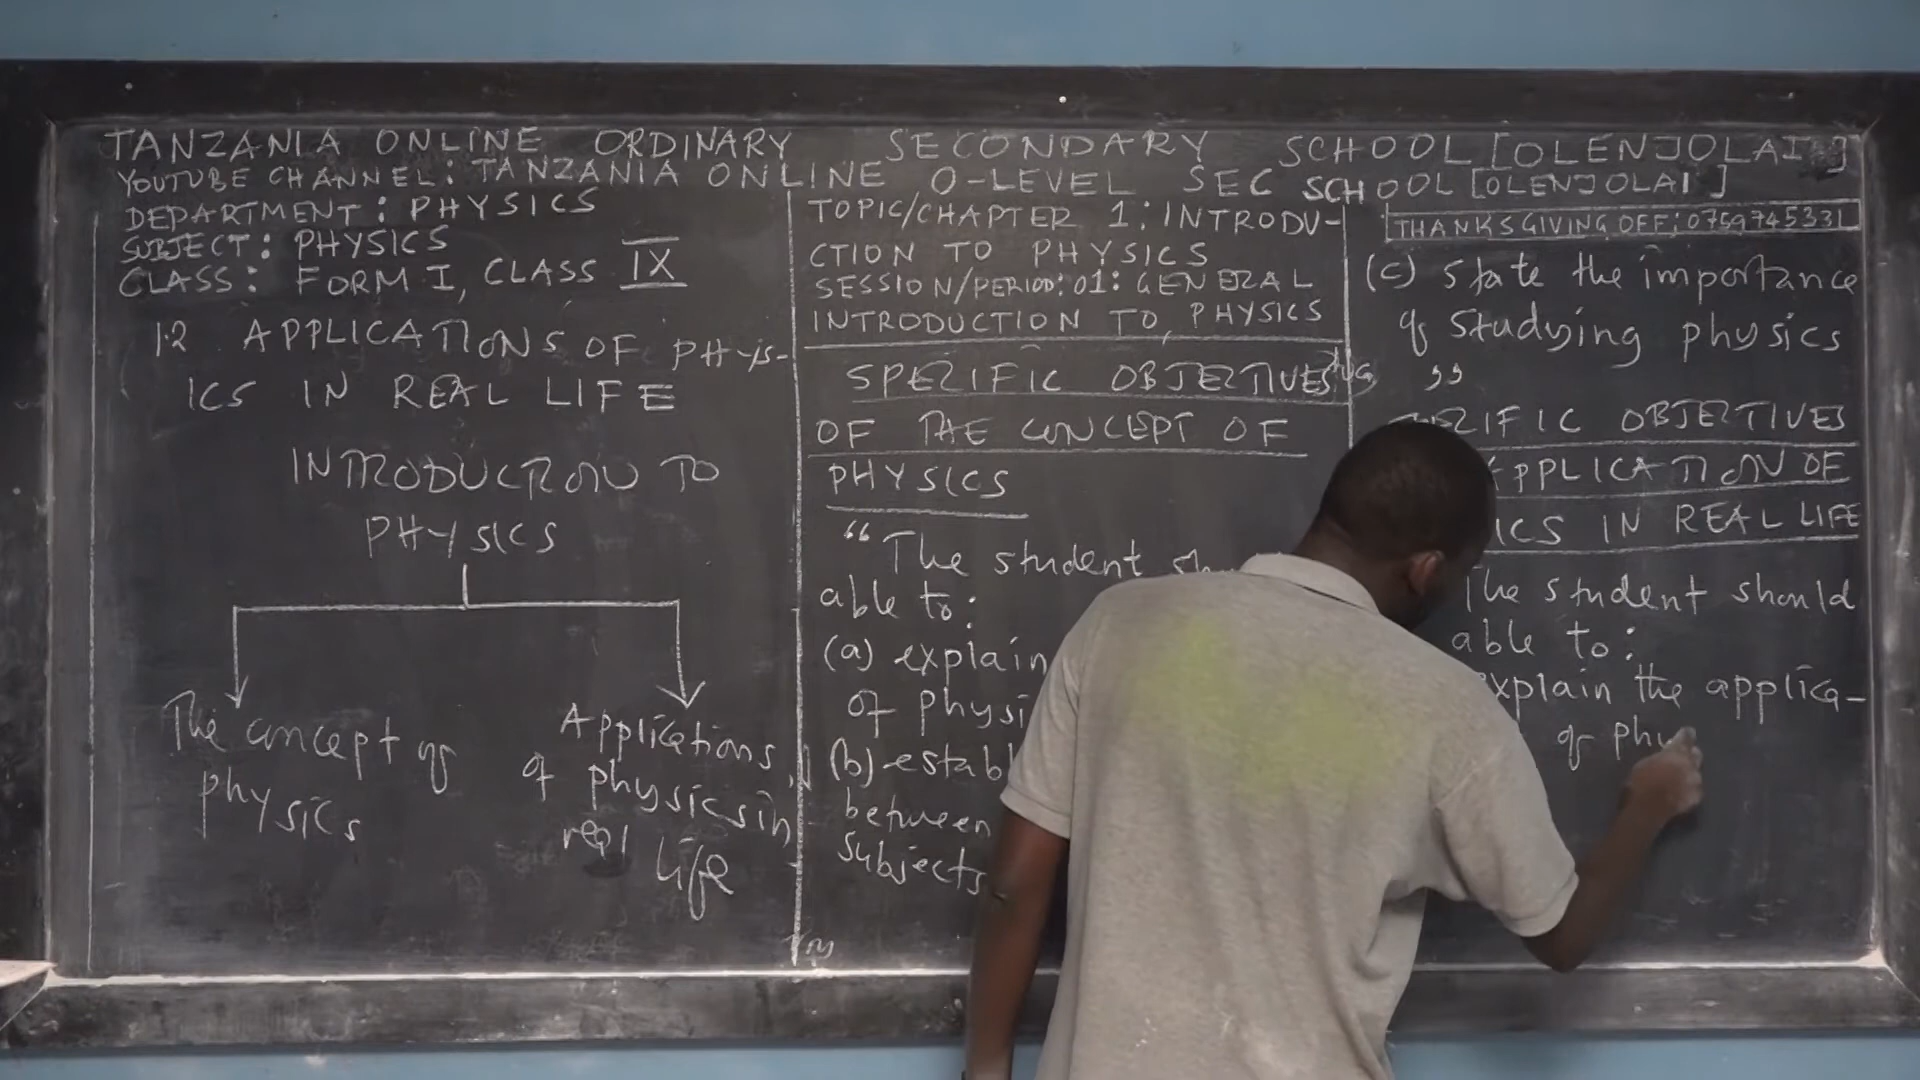 TANZANIA ONLINE ORDINARY SECONDARY SCHOOL [OLENJOLAI]
YOUTUBE CHANNEL: TANZANIA ONLINE O-LEVEL SEC SCHOOL [OLENJOLAI]
DEPARTMENT: PHYSICS
SUBJECT: PHYSICS
CLASS: FORM I, CLASS IX
1.2 APPLICATIONS OF PHYS-
ICS IN REAL LIFE
INTRODUCTION TO
PHYSICS
The concept of
physics
Applications
of physics in
real life
TOPIC/CHAPTER 1: INTRODU-
CTION TO PHYSICS
SESSION/PERIOD: 01: GENERAL
INTRODUCTION TO PHYSICS
SPECIFIC OBJECTIVES
OF THE CONCEPT OF
PHYSICS
“The student
able to:
(a) explain
of physi
(b) estab
between
subjects
THANKSGIVING OFF: 0759745331
(c) state the importance
of studying physics
”
IFIC OBJECTIVES
APPLICATION OF
ICS IN REAL LIFE
The student should
able to:
explain the applica-
of phy